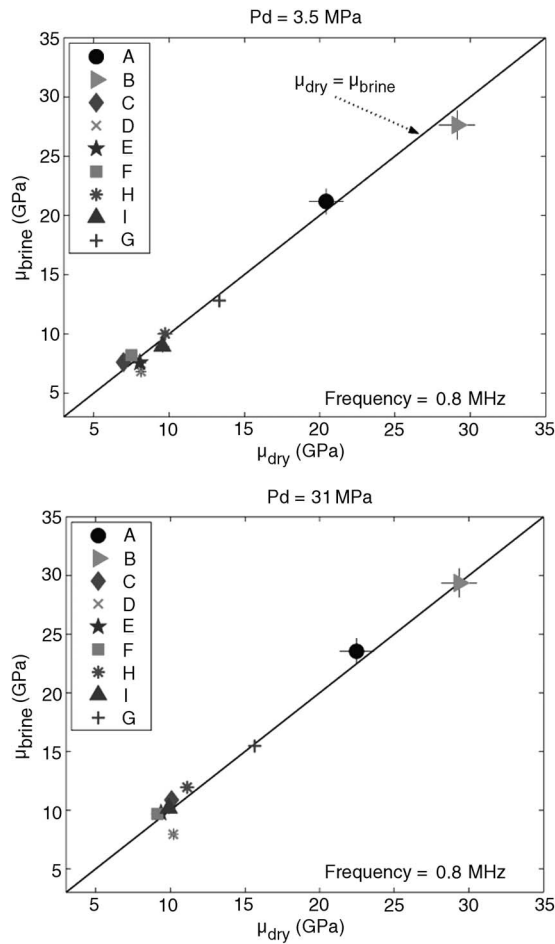 Pd = 3.5 MPa
35
30
25
20
15
10
5
A
B
C
D
E
F
H
I
G
μdry = μbrine
μbrine (GPa)
Frequency = 0.8 MHz
5
10
15
20
25
30
35
μdry (GPa)
Pd = 31 MPa
35
30
25
20
15
10
5
A
B
C
D
E
F
H
I
G
μbrine (GPa)
Frequency = 0.8 MHz
5
10
15
20
25
30
35
μdry (GPa)